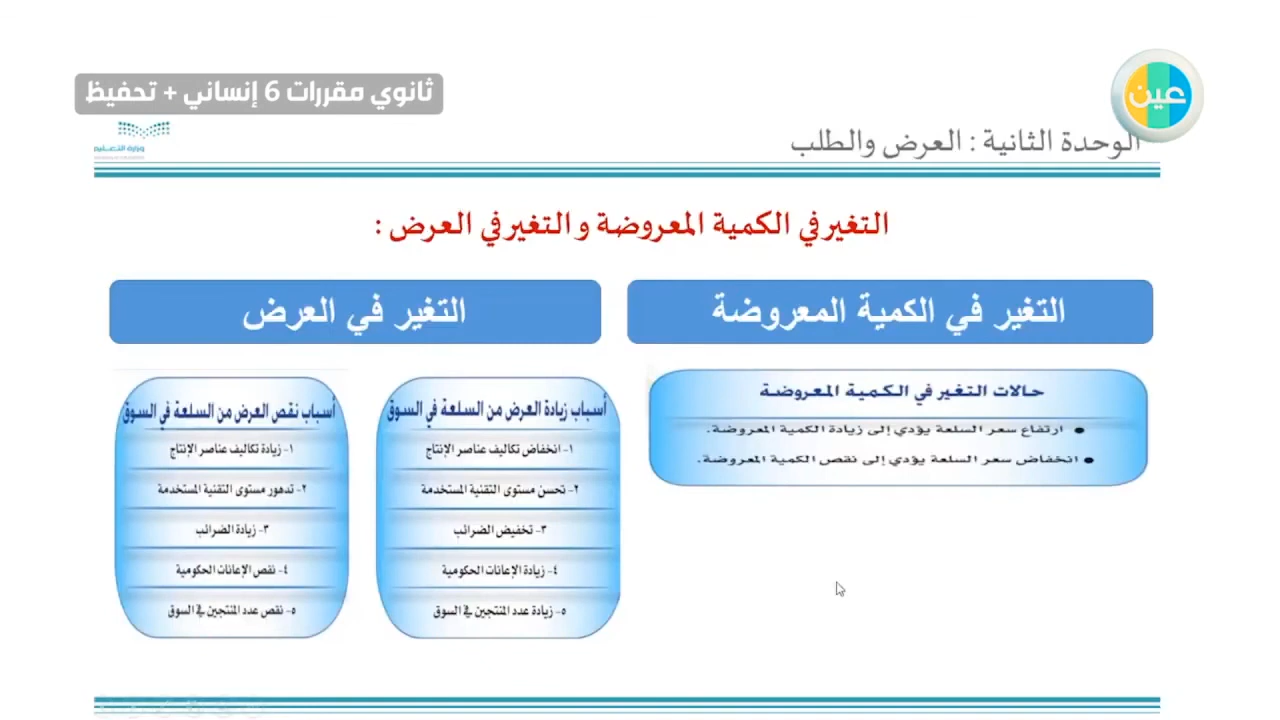 ثانوي مقررات 6 إنساني + تحفيظ
عين
وزارة التعليم
الوحدة الثانية : العرض والطلب
التغير في الكمية المعروضة و التغير في العرض :
التغير في الكمية المعروضة
حالات التغير في الكمية المعروضة
● ارتفاع سعر السلعة يؤدي إلى زيادة الكمية المعروضة.
● انخفاض سعر السلعة يؤدي إلى نقص الكمية المعروضة.
التغير في العرض
أسباب زيادة العرض من السلعة في السوق
١- انخفاض تكاليف عناصر الإنتاج
٢- تحسن مستوى التقنية المستخدمة
٣- تخفيض الضرائب
٤- زيادة الإعانات الحكومية
٥- زيادة عدد المنتجين في السوق
أسباب نقص العرض من السلعة في السوق
١- زيادة تكاليف عناصر الإنتاج
٢- تدهور مستوى التقنية المستخدمة
٣- زيادة الضرائب
٤- نقص الإعانات الحكومية
٥- نقص عدد المنتجين في السوق